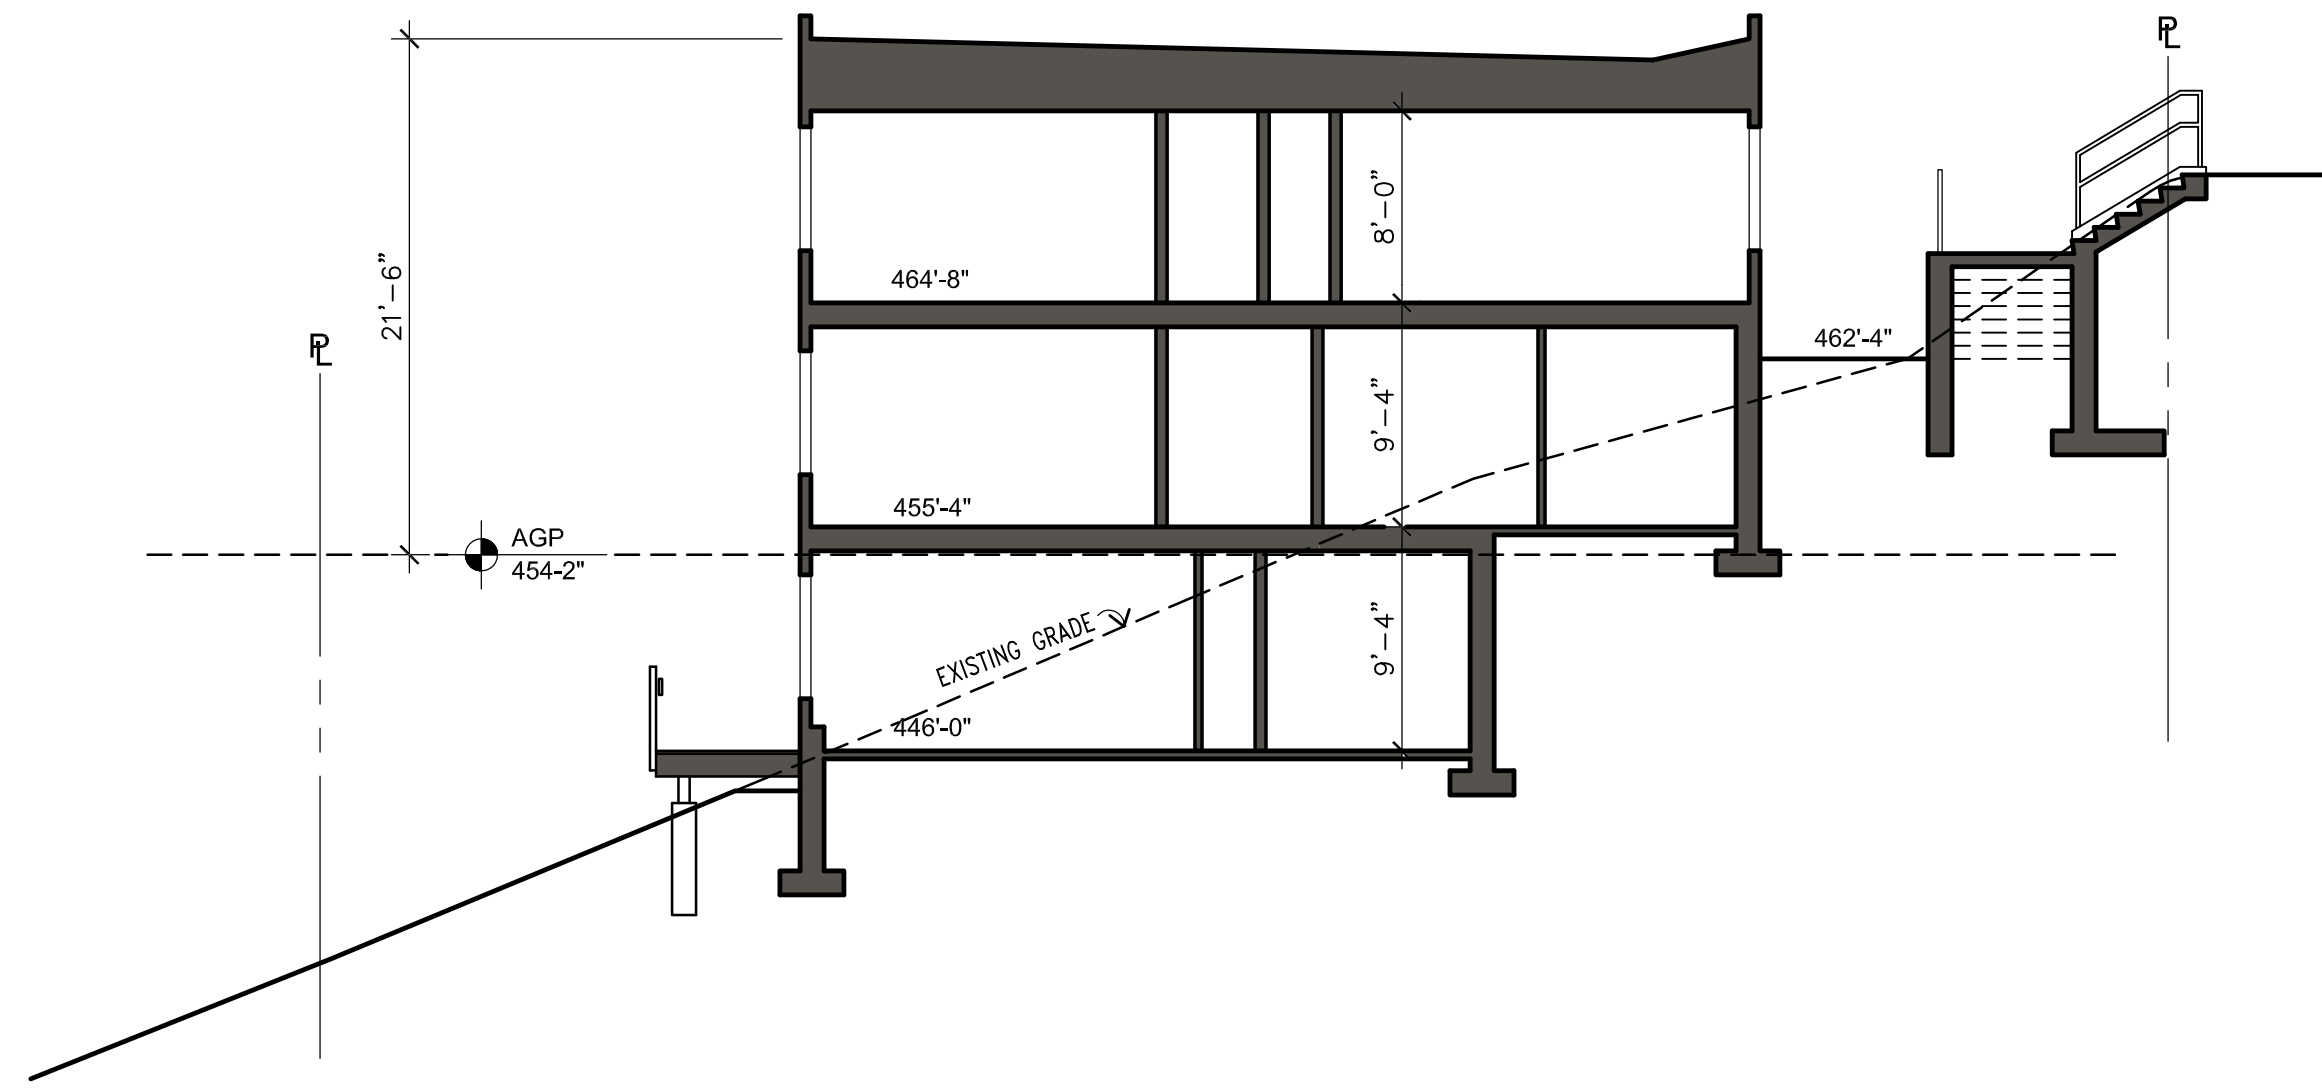 PL
8'-0"
464'-8"
21'-6"
PL
462'-4"
9'-4"
455'-4"
AGP
454-2"
EXISTING GRADE
9'-4"
446'-0"